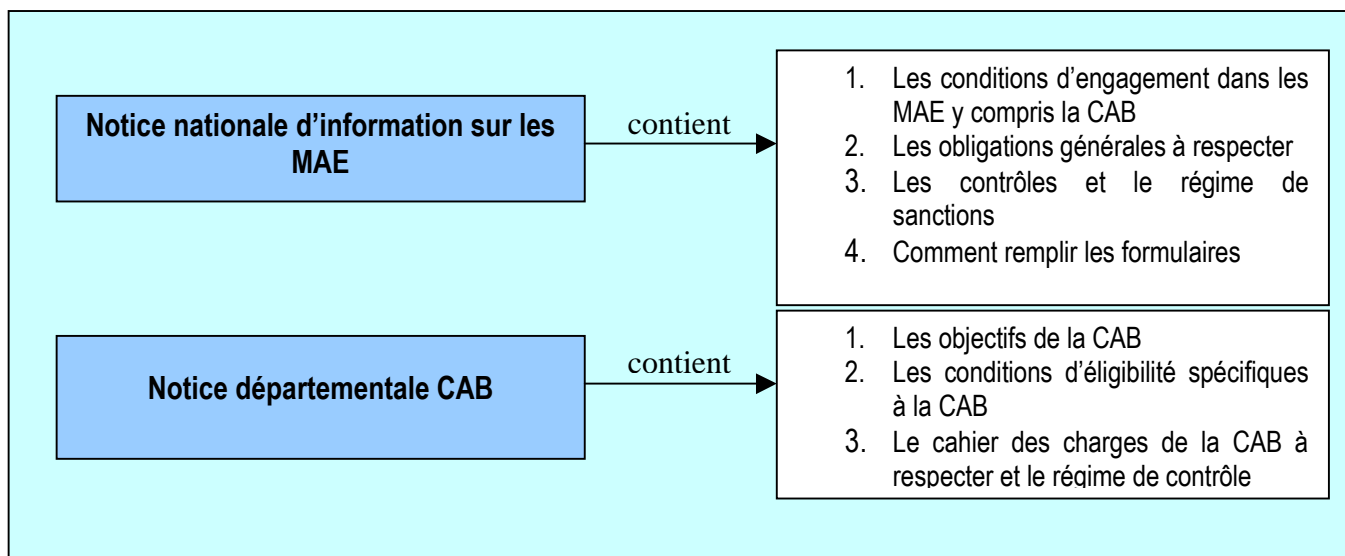 Notice nationale d’information sur les
MAE
contient
1. Les conditions d’engagement dans les
MAE y compris la CAB
2. Les obligations générales à respecter
3. Les contrôles et le régime de
sanctions
4. Comment remplir les formulaires
Notice départementale CAB
contient
1. Les objectifs de la CAB
2. Les conditions d’éligibilité spécifiques
à la CAB
3. Le cahier des charges de la CAB à
respecter et le régime de contrôle